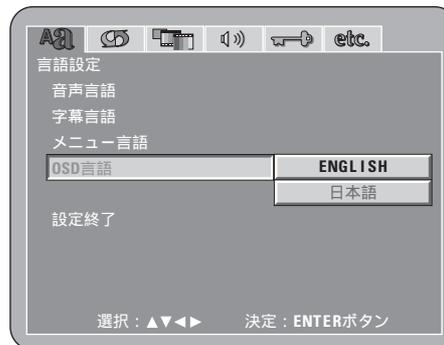 Aa etc.
言語設定
音声言語
字幕言語
メニュー言語
OSD言語 ENGLISH
日本語
設定終了
選択：▲▼◀▶ 決定：ENTERボタン